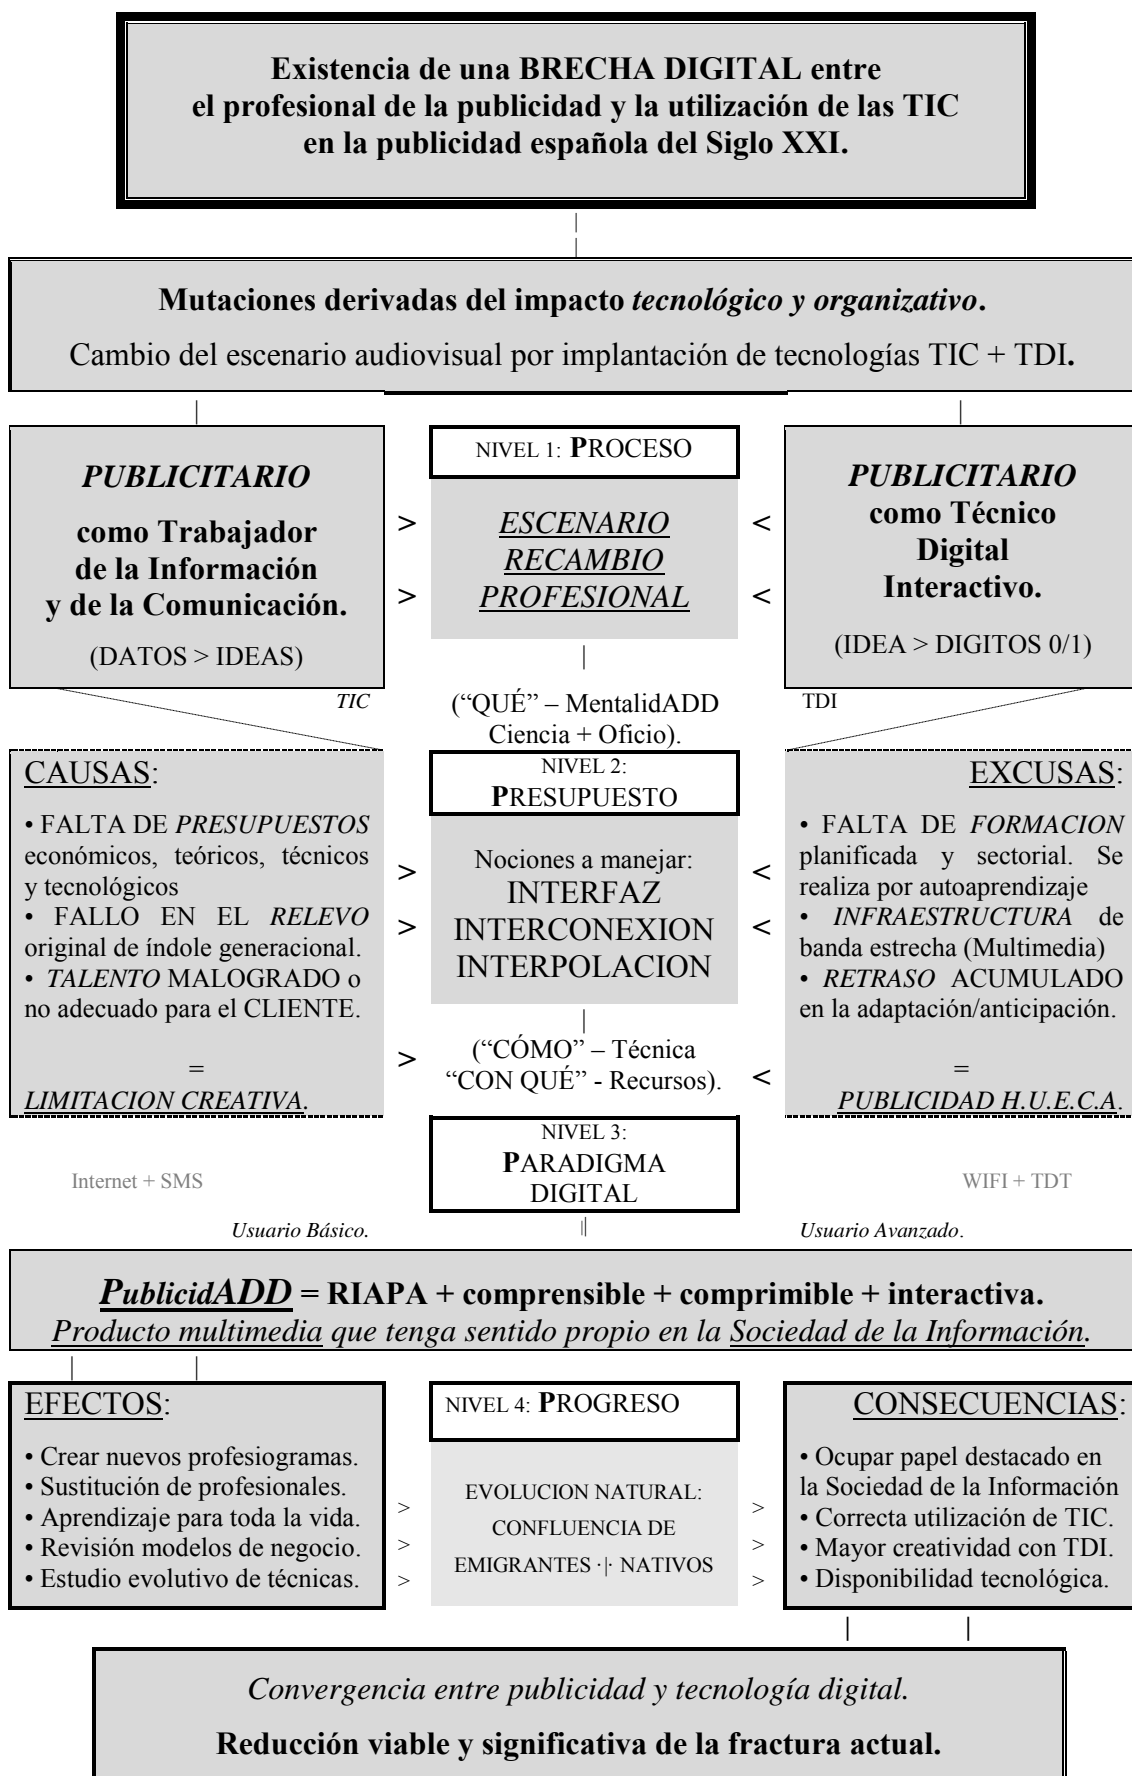 Existencia de una BRECHA DIGITAL entre
el profesional de la publicidad y la utilización de las TIC
en la publicidad española del Siglo XXI.
Mutaciones derivadas del impacto tecnológico y organizativo.
Cambio del escenario audiovisual por implantación de tecnologías TIC + TDI.
PUBLICITARIO
como Trabajador
de la Información
y de la Comunicación.
(DATOS > IDEAS)
TIC
>
>
NIVEL 1: PROCESO
ESCENARIO
RECAMBIO
PROFESIONAL
<
<
PUBLICITARIO
como Técnico
Digital
Interactivo.
(IDEA > DIGITOS 0/1)
TDI
("QUÉ" – MentalidADD
Ciencia + Oficio).
CAUSAS:
• FALTA DE PRESUPUESTOS
económicos, teóricos, técnicos
y tecnológicos
• FALLO EN EL RELEVO
original de índole generacional.
• TALENTO MALOGRADO o
no adecuado para el CLIENTE.
=
LIMITACION CREATIVA.
>
>
>
NIVEL 2:
PRESUPUESTO
Nociones a manejar:
INTERFAZ
INTERCONEXION
INTERPOLACION
("CÓMO" – Técnica
"CON QUÉ" - Recursos).
<
<
<
EXCUSAS:
• FALTA DE FORMACION
planificada y sectorial. Se
realiza por autoaprendizaje
• INFRAESTRUCTURA de
banda estrecha (Multimedia)
• RETRASO ACUMULADO
en la adaptación/anticipación.
=
PUBLICIDAD H.U.E.C.A.
Internet + SMS
Usuario Básico.
NIVEL 3:
PARADIGMA
DIGITAL
WIFI + TDT
Usuario Avanzado.
PublicidADD = RIAPA + comprensible + comprimible + interactiva.
Producto multimedia que tenga sentido propio en la Sociedad de la Información.
EFECTOS:
• Crear nuevos profesiogramas.
• Sustitución de profesionales.
• Aprendizaje para toda la vida.
• Revisión modelos de negocio.
• Estudio evolutivo de técnicas.
>
>
>
NIVEL 4: PROGRESO
EVOLUCION NATURAL:
CONFLUENCIA DE
EMIGRANTES ·|· NATIVOS
>
>
>
CONSECUENCIAS:
• Ocupar papel destacado en
la Sociedad de la Información
• Correcta utilización de TIC.
• Mayor creatividad con TDI.
• Disponibilidad tecnológica.
Convergencia entre publicidad y tecnología digital.
Reducción viable y significativa de la fractura actual.